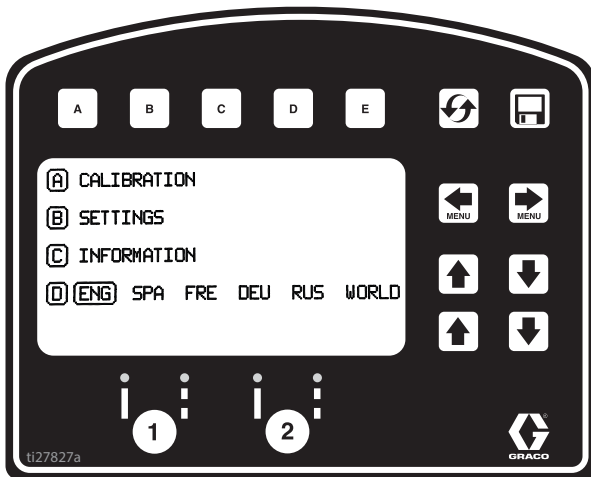 A B C D E
A CALIBRATION
MENU MENU
B SETTINGS
C INFORMATION
D ENG SPA FRE DEU RUS WORLD
1 2
ti27827a
GRACO